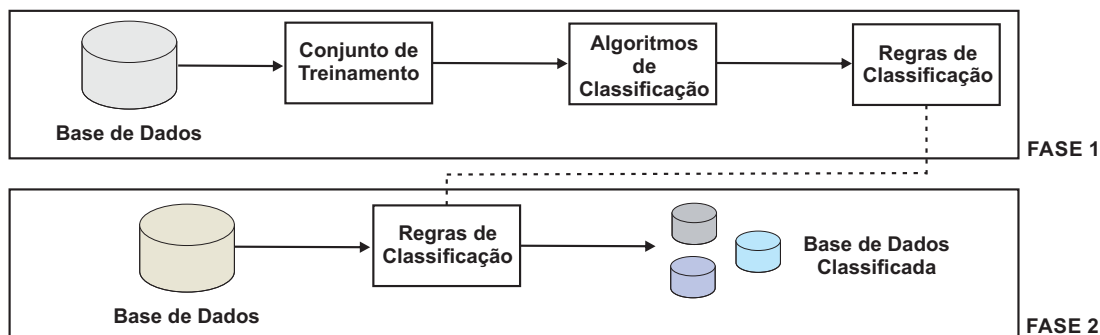 Conjunto de
Treinamento
Algoritmos
de
Classificação
Regras de
Classificação
Base de Dados
FASE 1
Regras de
Classificação
Base de Dados
Classificada
Base de Dados
FASE 2